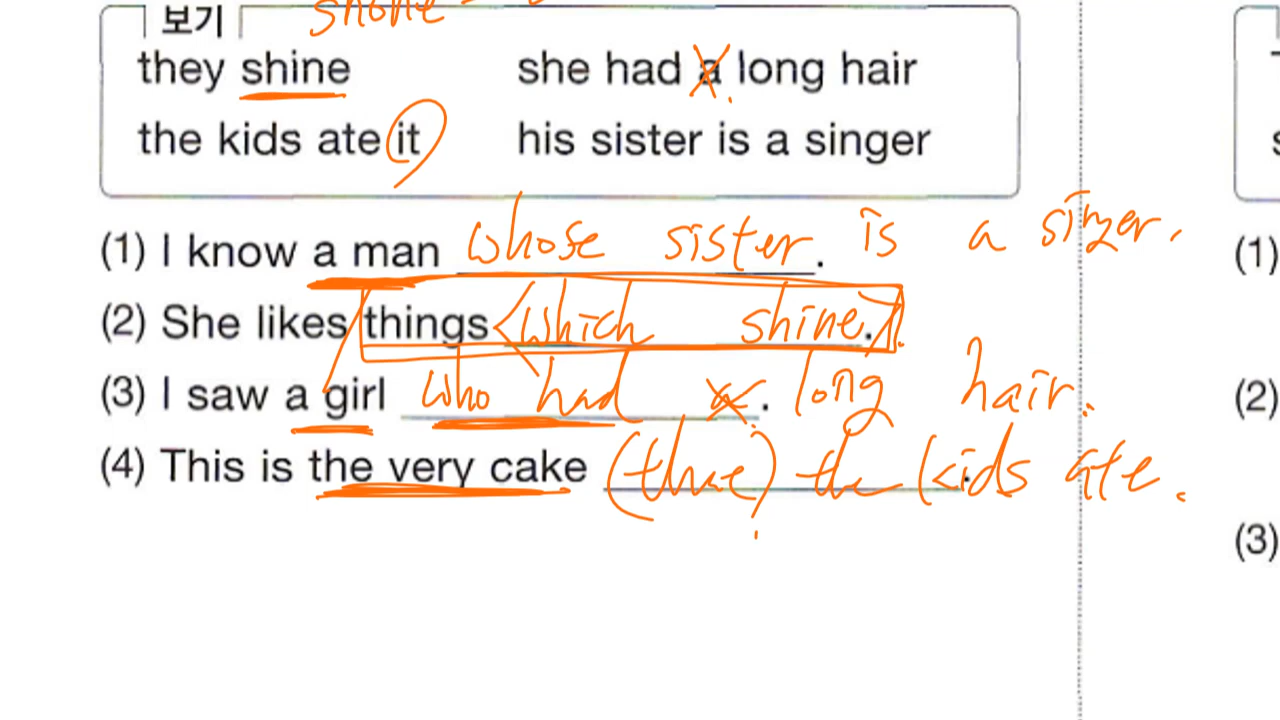 보기 shone
they shine she had a long hair
the kids ate it his sister is a singer
(1) I know a man whose sister. is a singer.
(2) She likes things which shine.
(3) I saw a girl who had a. long hair.
(4) This is the very cake (that) the kids ate.
(1)
(2)
(3)